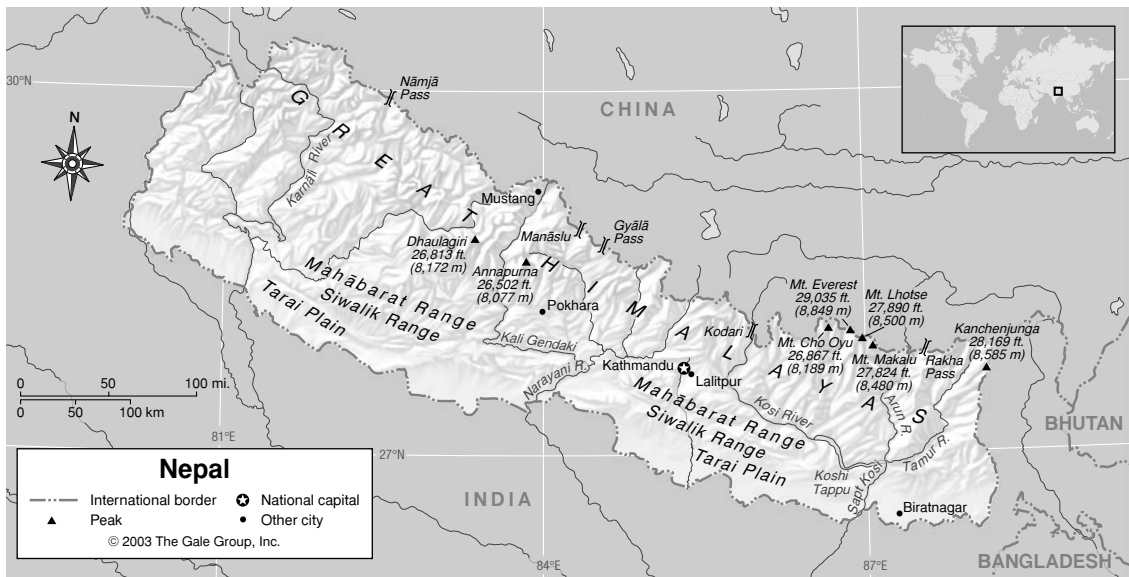 30°N
Nāmjā
Pass
CHINA
N
GREAT HIMALAYAS
Karnāli River
Mustang
Manāslu
Gyālā
Pass
Dhaulagiri
26,813 ft.
(8,172 m)
Annapurna
26,502 ft.
(8,077 m)
Mt. Everest
29,035 ft.
(8,849 m)
Mt. Lhotse
27,890 ft.
(8,500 m)
Kanchenjunga
28,169 ft.
(8,585 m)
Mahābarat Range
Siwalik Range
Tarai Plain
Pokhara
Kali Gendaki
Kodari
Mt. Cho Oyu
26,867 ft.
(8,189 m)
Mt. Makalu
27,824 ft.
(8,480 m)
Rakha
Pass
Kathmandu
Lalitpur
Narayani R.
0 50 100 mi.
0 50 100 km
Mahābarat Range
Siwalik Range
Tarai Plain
Kosi River
Arun R.
Tamur R.
BHUTAN
81°E
27°N
Koshi
Tappu
Sapt Kosi
INDIA
Biratnagar
BANGLADESH
84°E
87°E
Nepal
International border
National capital
Peak
Other city
© 2003 The Gale Group, Inc.